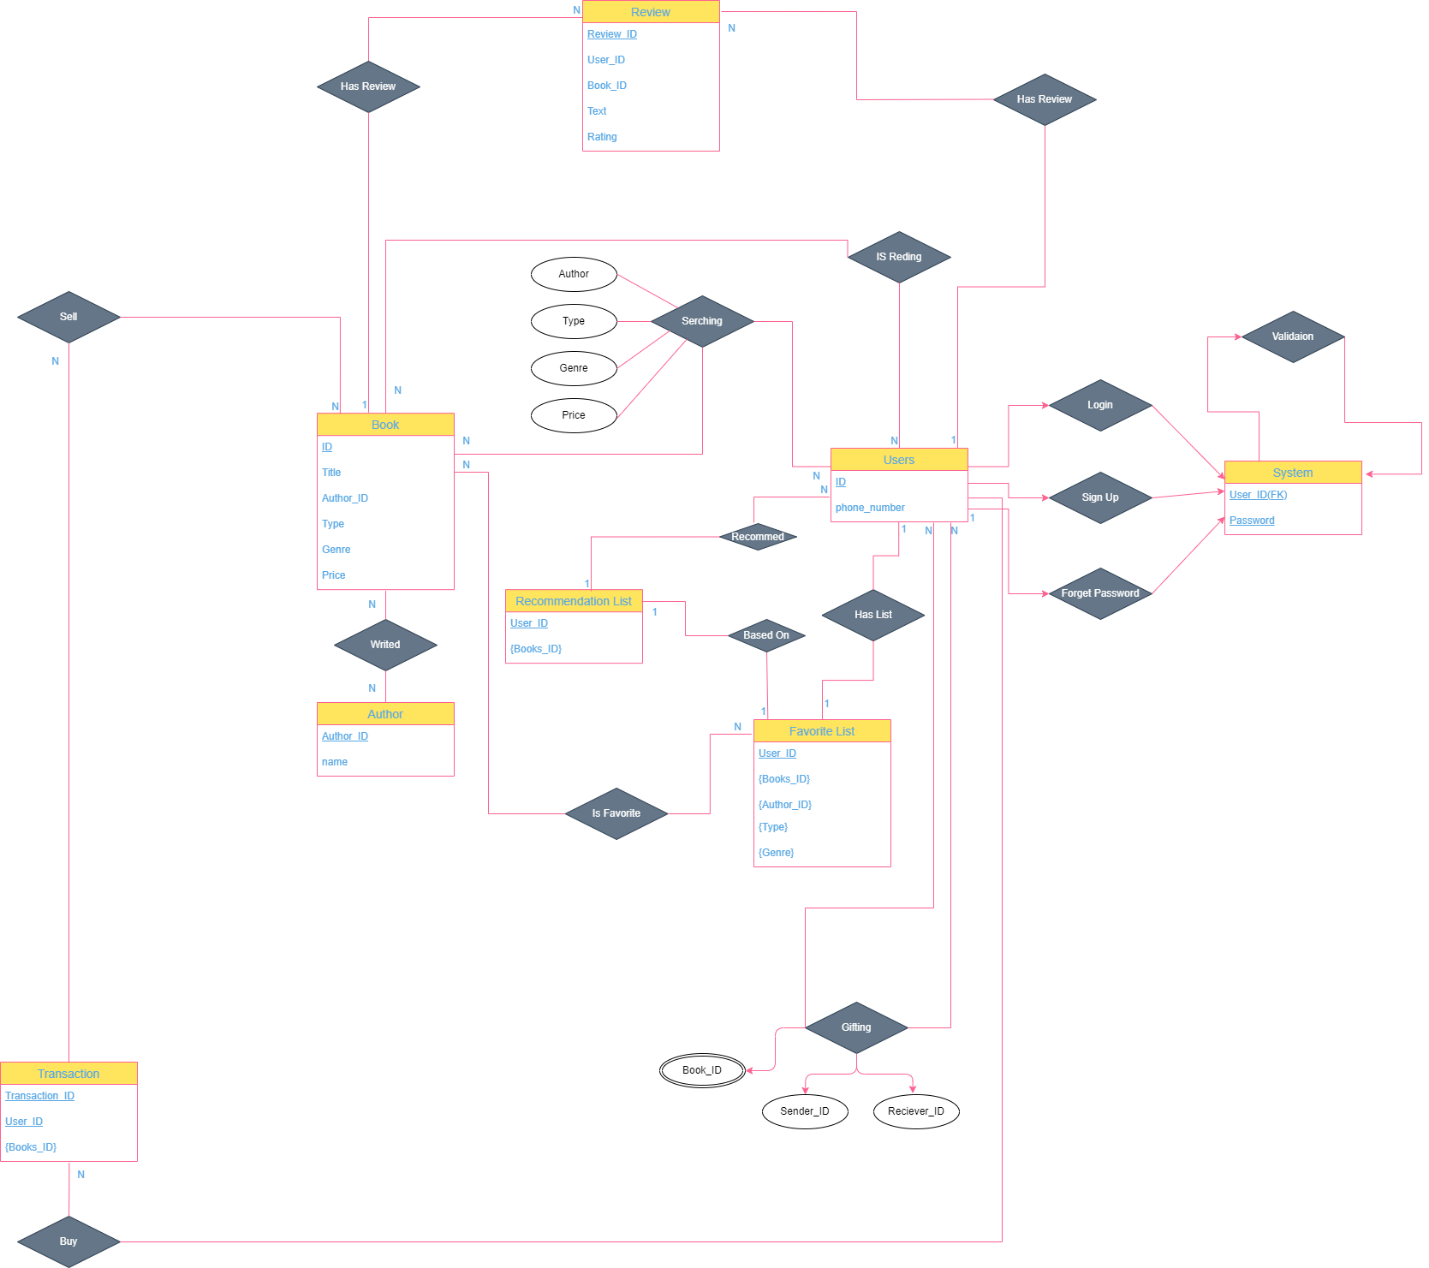 N
Review
N
Review_ID
User_ID
Book_ID
Text
Rating
Has Review
Has Review
IS Reding
Author
Type
Genre
Price
Serching
Sell
N
Validaion
N
N
1
Book
ID
Title
Author_ID
Type
Genre
Price
N
N
N
1
Users
ID
phone_number
N
N
Login
Sign Up
Forget Password
System
User_ID(FK)
Password
1
N
N
1
Recommed
1
Recommendation List
User_ID
{Books_ID}
1
Based On
Has List
N
Writed
N
Author
Author_ID
name
1
1
N
Favorite List
User_ID
{Books_ID}
{Author_ID}
{Type}
{Genre}
Is Favorite
Gifting
Book_ID
Sender_ID
Reciever_ID
Transaction
Transaction_ID
User_ID
{Books_ID}
N
Buy